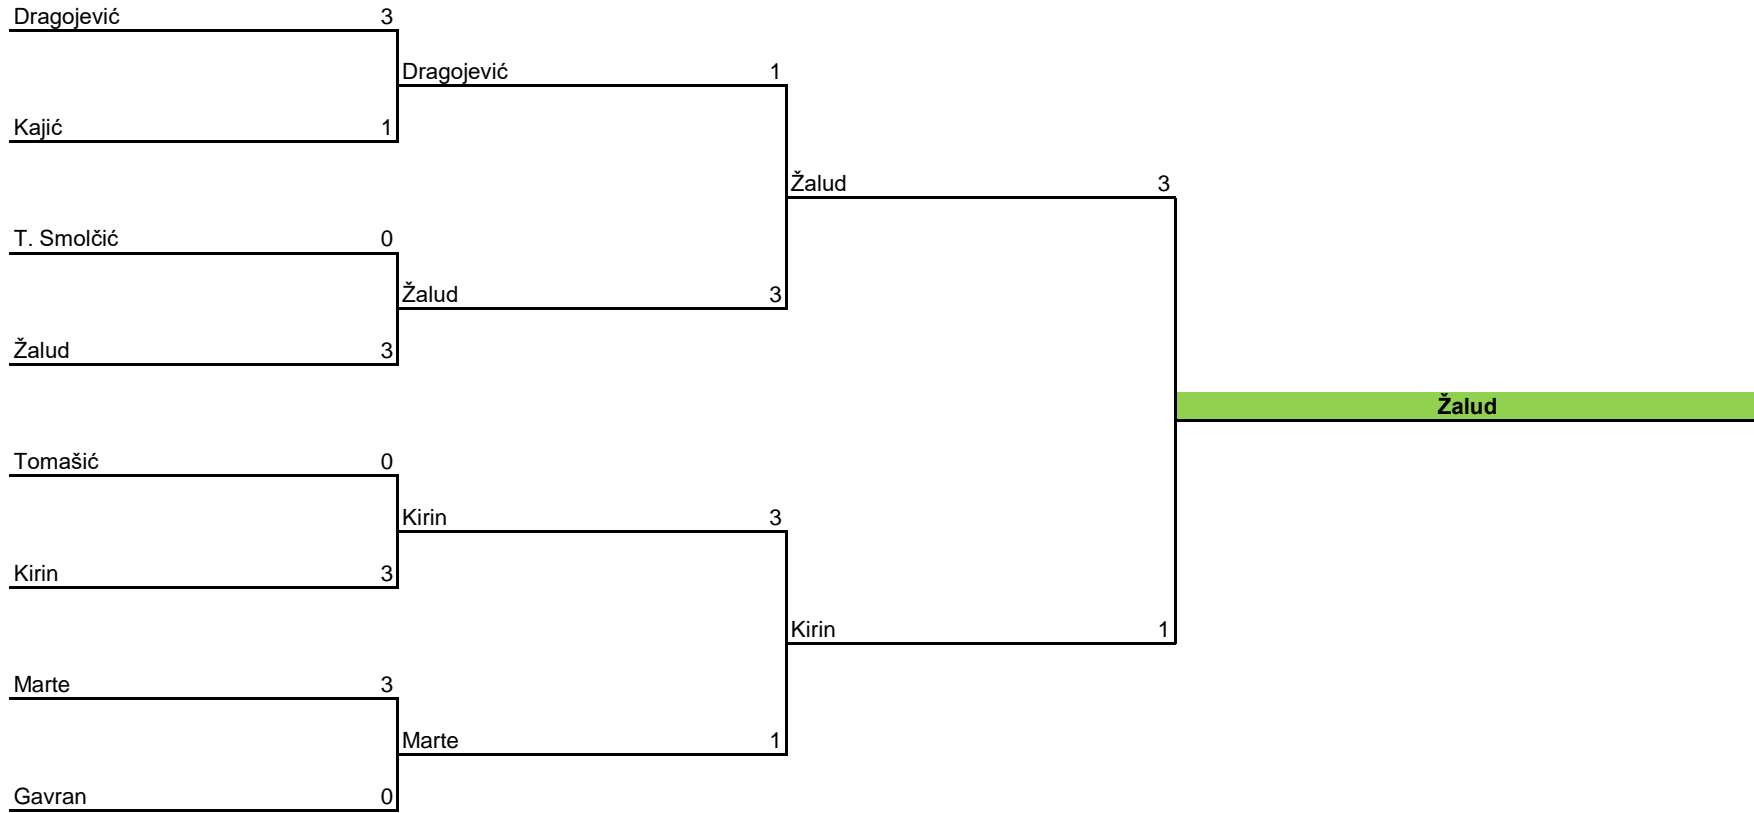 Dragojević 3
Dragojević 1
Kajić 1
Žalud 3
T. Smolčić 0
Žalud 3
Žalud 3
Žalud
Tomašić 0
Kirin 3
Kirin 3
Kirin 1
Marte 3
Marte 1
Gavran 0